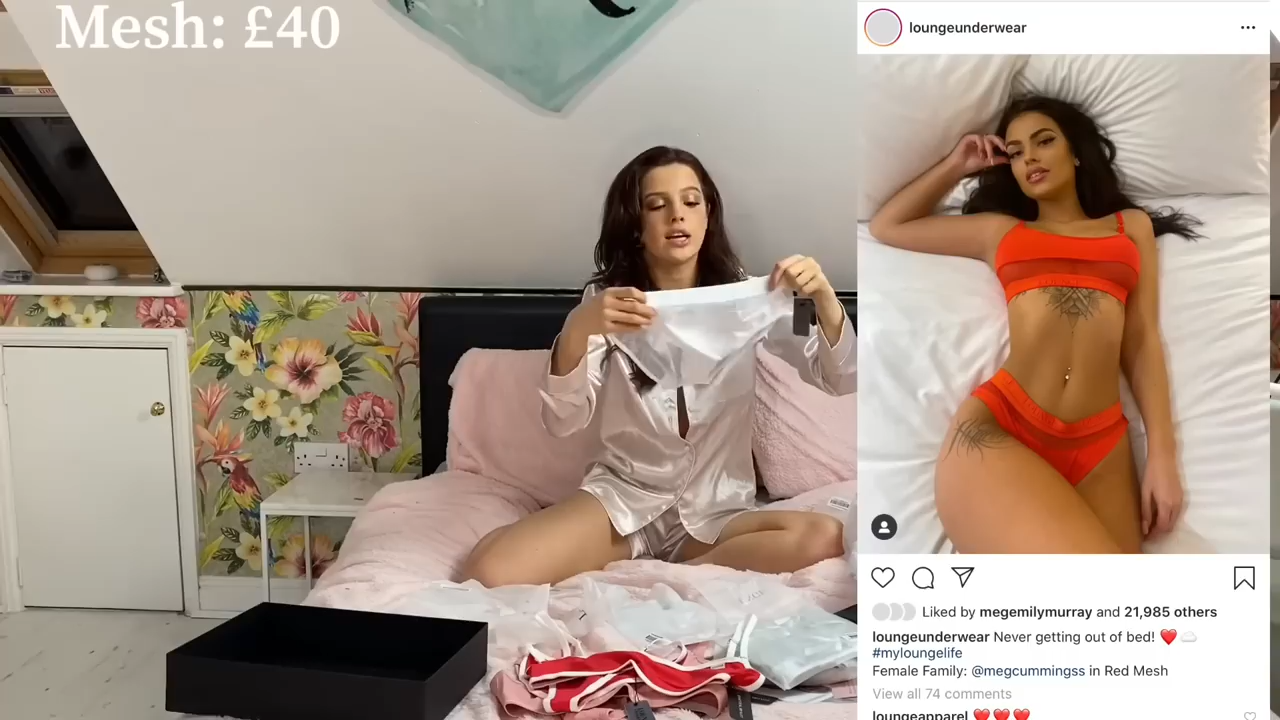 Mesh: £40
loungeunderwear
Liked by megemilymurray and 21,985 others
loungeunderwear Never getting out of bed! ❤️ ☁️
#myloungelife
Female Family: @megcummingss in Red Mesh
View all 74 comments
loungeapparel ❤️❤️❤️